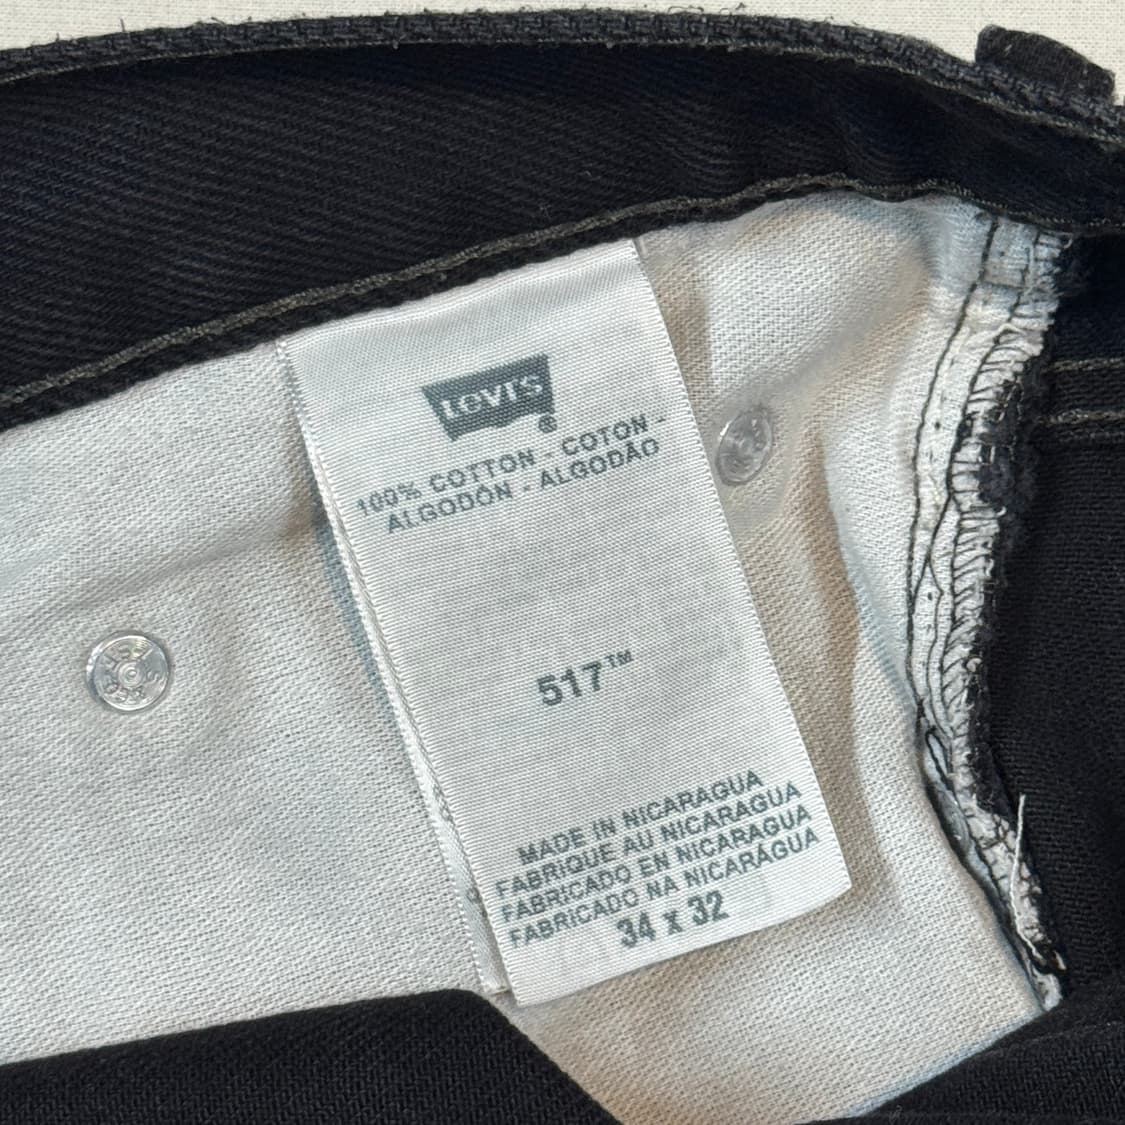 LEVI'S®
100% COTTON - COTON -
ALGODÓN - ALGODÃO
517™
MADE IN NICARAGUA
FABRIQUE AU NICARAGUA
FABRICADO EN NICARAGUA
FABRICADO NA NICARÁGUA
34 x 32